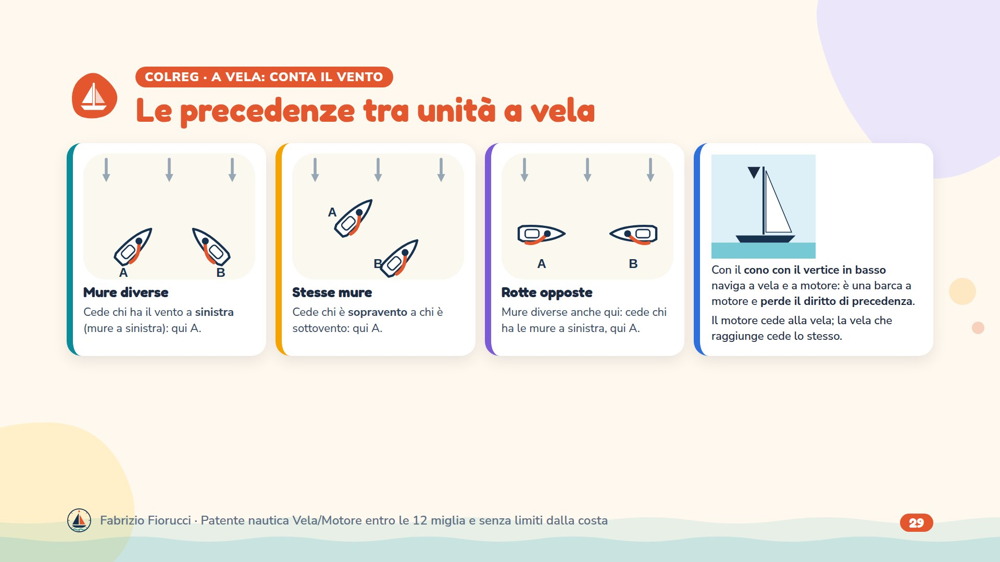 COLREG · A VELA: CONTA IL VENTO
Le precedenze tra unità a vela
A
B
Mure diverse
Cede chi ha il vento a sinistra
(mure a sinistra): qui A.
A
B
Stesse mure
Cede chi è sopravento a chi è
sottovento: qui A.
A
B
Rotte opposte
Mure diverse anche qui: cede chi
ha le mure a sinistra, qui A.
Con il cono con il vertice in basso
naviga a vela e a motore: è una barca a
motore e perde il diritto di precedenza.
Il motore cede alla vela; la vela che
raggiunge cede lo stesso.
Fabrizio Fiorucci · Patente nautica Vela/Motore entro le 12 miglia e senza limiti dalla costa
29